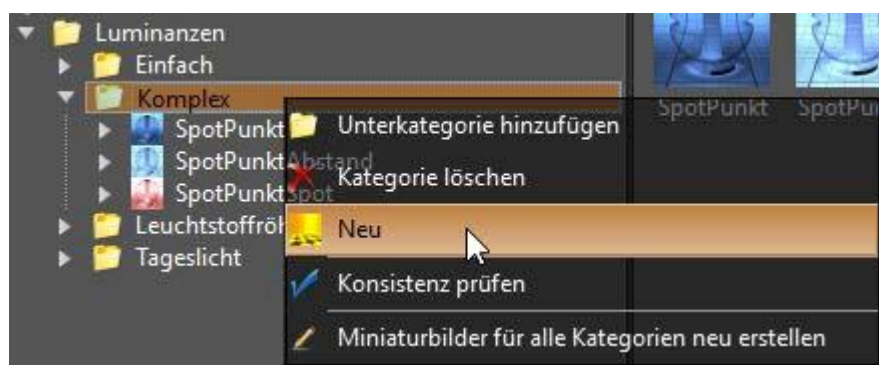 Luminanzen
Einfach
Komplex
SpotPunkt
SpotPunktAbstand
SpotPunktSpot
Leuchtstoffröh
Tageslicht
Unterkategorie hinzufügen
Kategorie löschen
Neu
Konsistenz prüfen
Miniaturbilder für alle Kategorien neu erstellen
SpotPunkt SpotPu